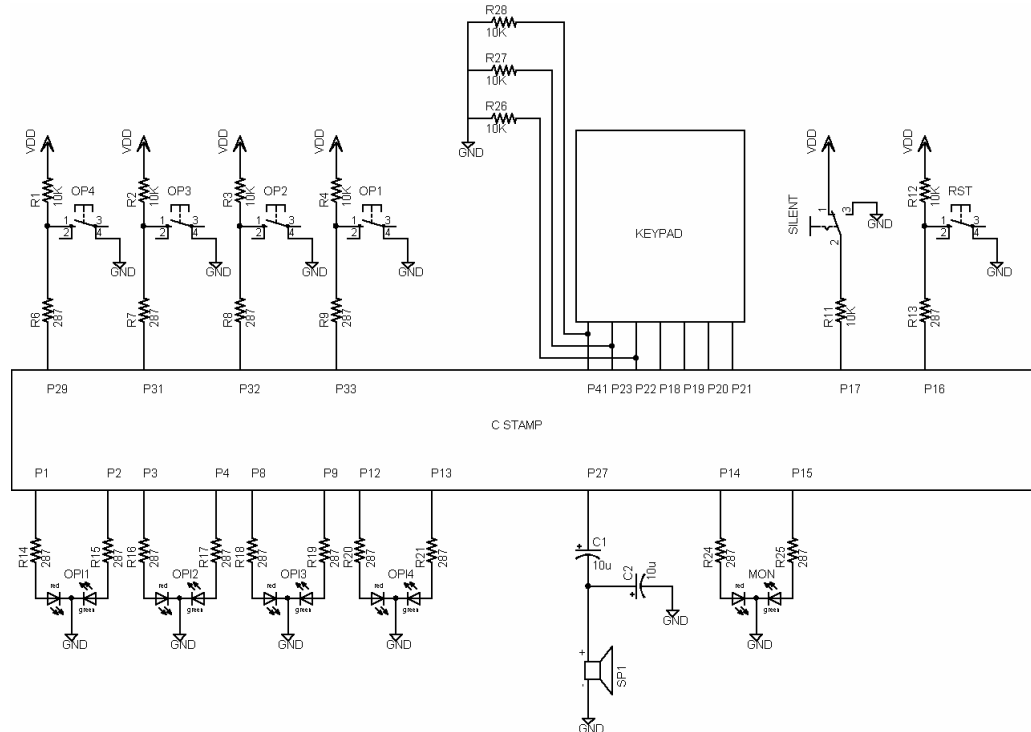 R28
10K
R27
10K
R26
10K
GND
VDD
VDD
VDD
VDD
VDD
VDD
R1
10K
OP4
R2
10K
OP3
R3
10K
OP2
R4
10K
OP1
R12
10K
RST
1
2
3
4
GND
1
2
3
4
GND
1
2
3
4
GND
1
2
3
4
GND
KEYPAD
SILENT
1
3
2
GND
1
2
3
4
GND
R6
287
R7
287
R8
287
R9
287
R11
10K
R13
287
P29
P31
P32
P33
P41
P23
P22
P18
P19
P20
P21
P17
P16
C STAMP
P1
P2
P3
P4
P8
P9
P12
P13
P27
P14
P15
R14
287
R15
287
R16
287
R17
287
R18
287
R19
287
R20
287
R21
287
C1
10u
R24
287
R25
287
OPI1
red
green
GND
OPI2
red
green
GND
OPI3
red
green
GND
OPI4
red
green
GND
C2
10u
+
+
GND
MON
red
green
GND
+
-
SP1
GND